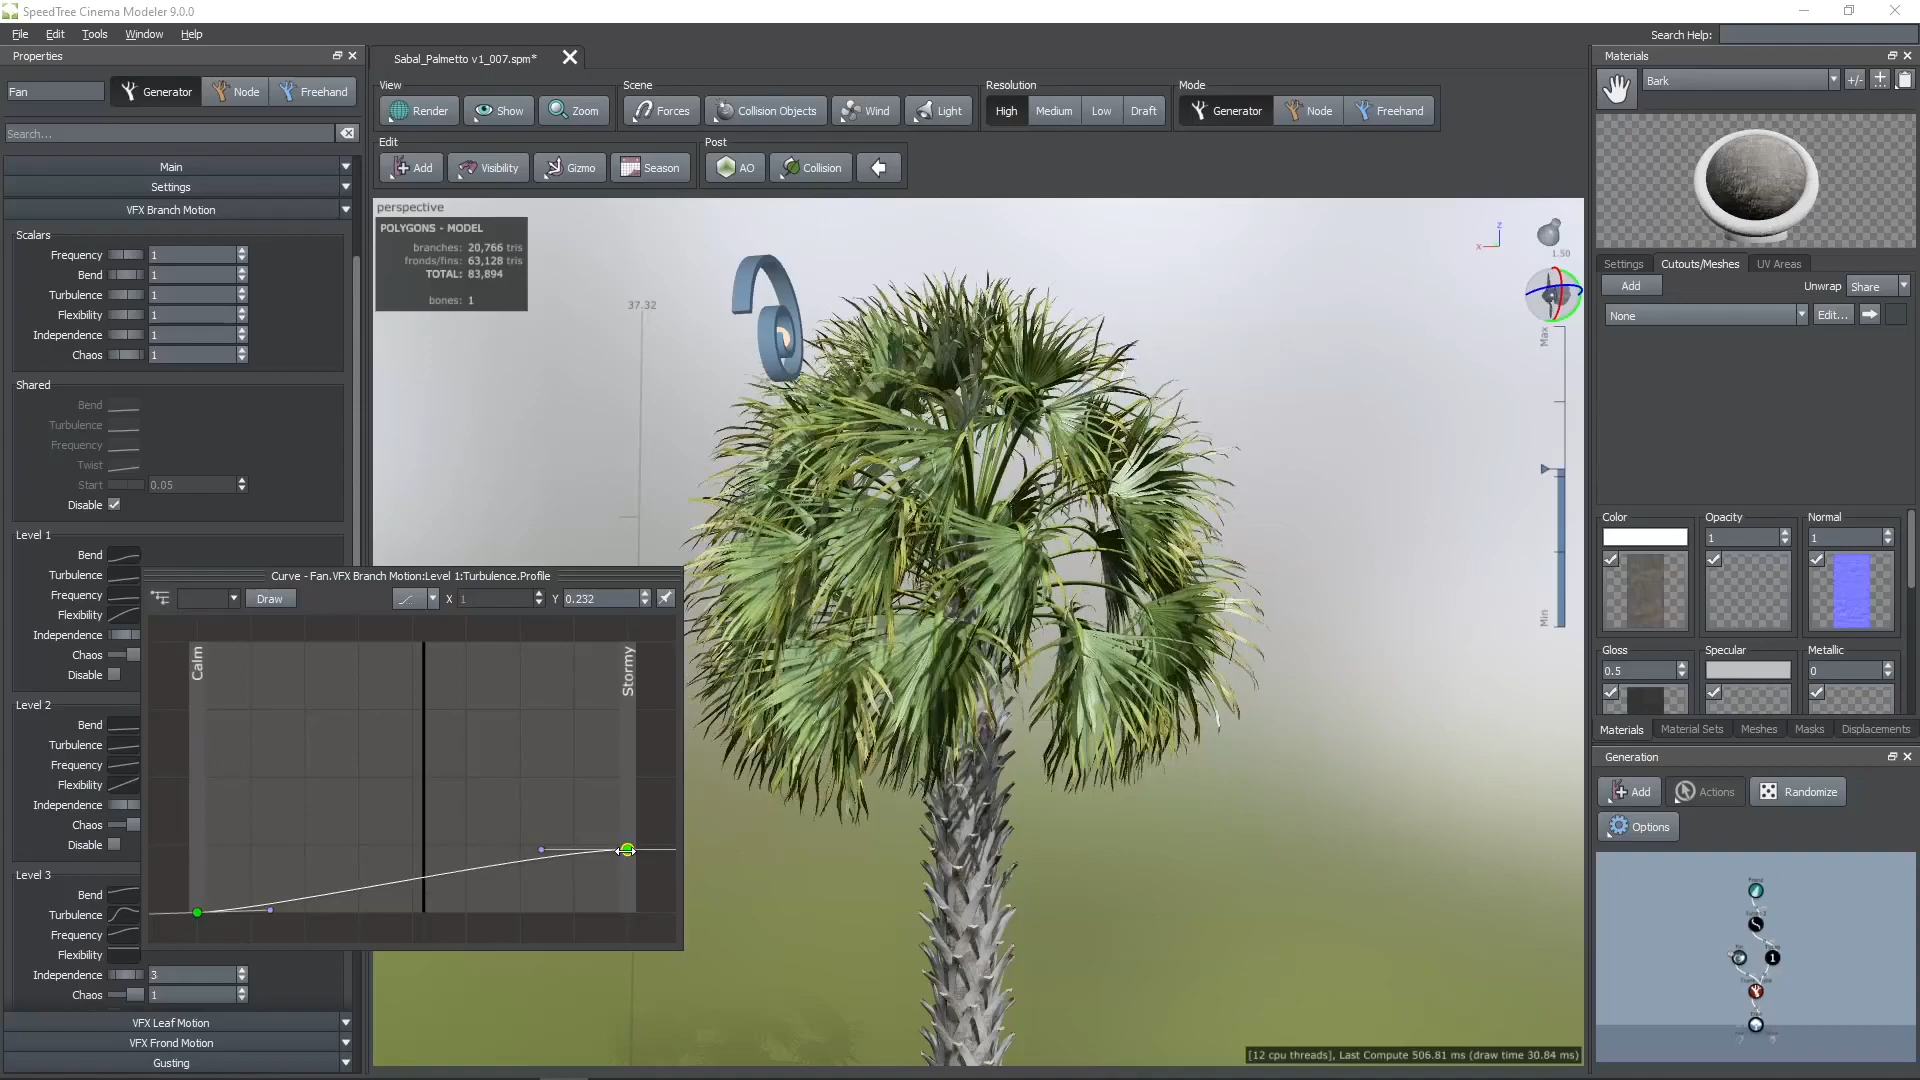 SpeedTree Cinema Modeler 9.0.0
File Edit Tools Window Help
Search Help:
Properties
Fan Generator Node Freehand
Search...
Main
Settings
VFX Branch Motion
Scalars
Frequency 1
Bend 1
Turbulence 1
Flexibility 1
Independence 1
Chaos 1
Shared
Bend
Turbulence
Frequency
Twist
Start 0.05
Disable
Level 1
Bend
Turbulence
Frequency
Flexibility
Independence
Chaos
Disable
Level 2
Bend
Turbulence
Frequency
Flexibility
Independence
Chaos
Disable
Level 3
Bend
Turbulence
Frequency
Flexibility
Independence 3
Chaos 1
VFX Leaf Motion
VFX Frond Motion
Gusting
Curve - Fan.VFX Branch Motion:Level 1:Turbulence.Profile
Draw X 1 Y 0.232
Calm
Stormy
Sabal_Palmetto v1_007.spm*
View
Render Show Zoom
Scene
Forces Collision Objects Wind Light
Resolution
High Medium Low Draft
Mode
Generator Node Freehand
Edit
Add Visibility Gizmo Season
Post
AO Collision
perspective
POLYGONS - MODEL
branches: 20,766 tris
fronds/fins: 63,128 tris
TOTAL: 83,894
bones: 1
37.32
z
x
1.50
Max
Min
[12 cpu threads], Last Compute 506.81 ms (draw time 30.84 ms)
Materials
Bark +/-
Settings Cutouts/Meshes UV Areas
Add Unwrap Share
None Edit...
Color Opacity Normal
1 1
Gloss Specular Metallic
0.5 0
Materials Material Sets Meshes Masks Displacements
Generation
Add Actions Randomize
Options
1